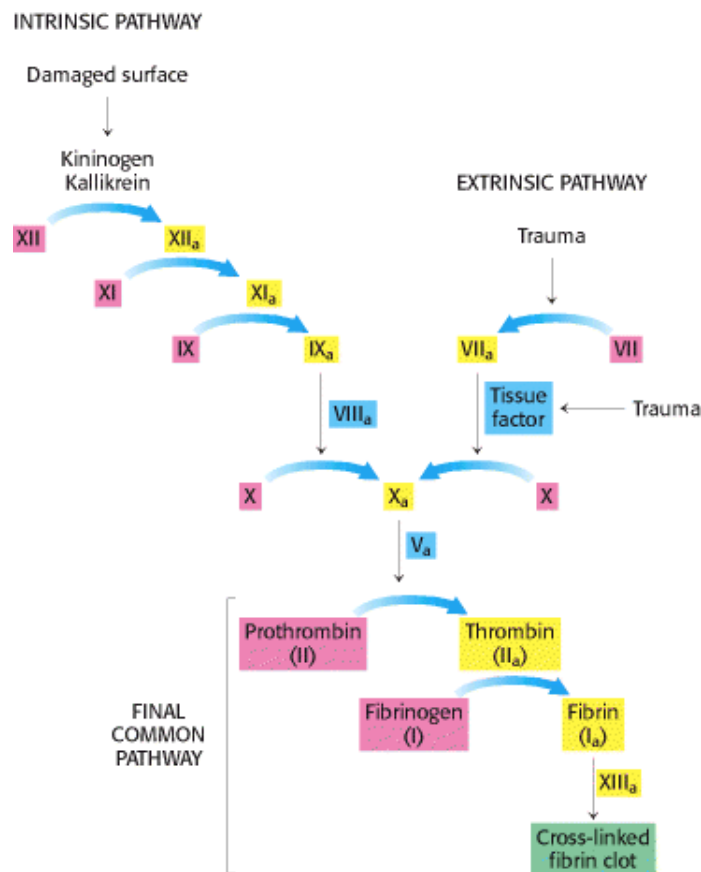 INTRINSIC PATHWAY
Damaged surface
Kininogen
Kallikrein
XII
XIIa
XI
XIa
IX
IXa
VIIIa
EXTRINSIC PATHWAY
Trauma
VIIa
VII
Tissue
factor
Trauma
X
Xa
X
Va
FINAL
COMMON
PATHWAY
Prothrombin
(II)
Thrombin
(IIa)
Fibrinogen
(I)
Fibrin
(Ia)
XIIIa
Cross-linked
fibrin clot